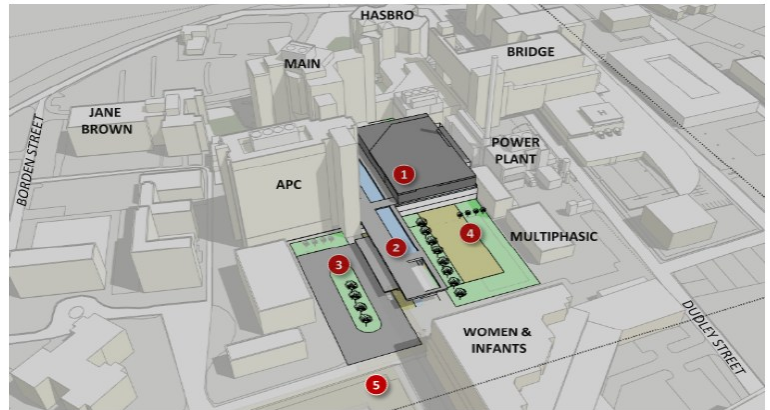 HASBRO
BRIDGE
MAIN
JANE
BROWN
BORDEN STREET
POWER
PLANT
H
1
APC
MULTIPHASIC
4
2
3
DUDLEY STREET
WOMEN &
INFANTS
5